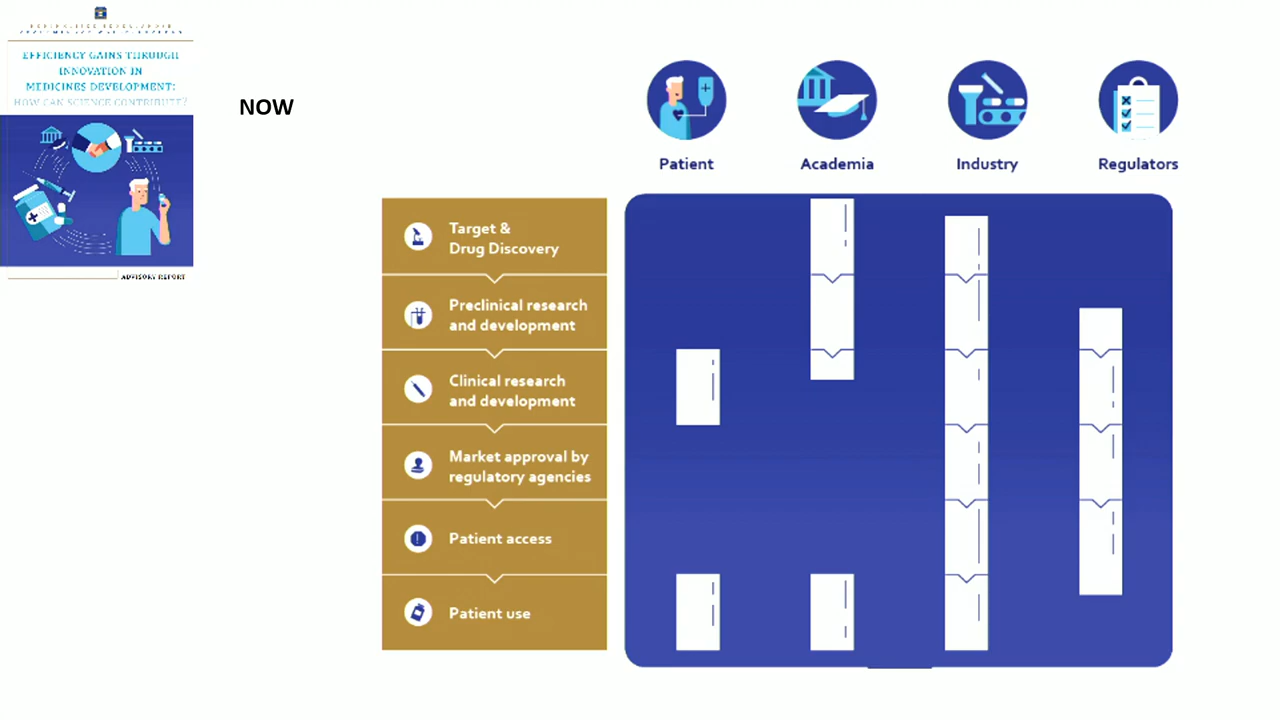 EFFICIENCY GAINS THROUGH
INNOVATION IN
MEDICINES DEVELOPMENT:
HOW CAN SCIENCE CONTRIBUTE?
ADVISORY REPORT
NOW
Patient
Academia
Industry
Regulators
Target &
Drug Discovery
Preclinical research
and development
Clinical research
and development
Market approval by
regulatory agencies
Patient access
Patient use